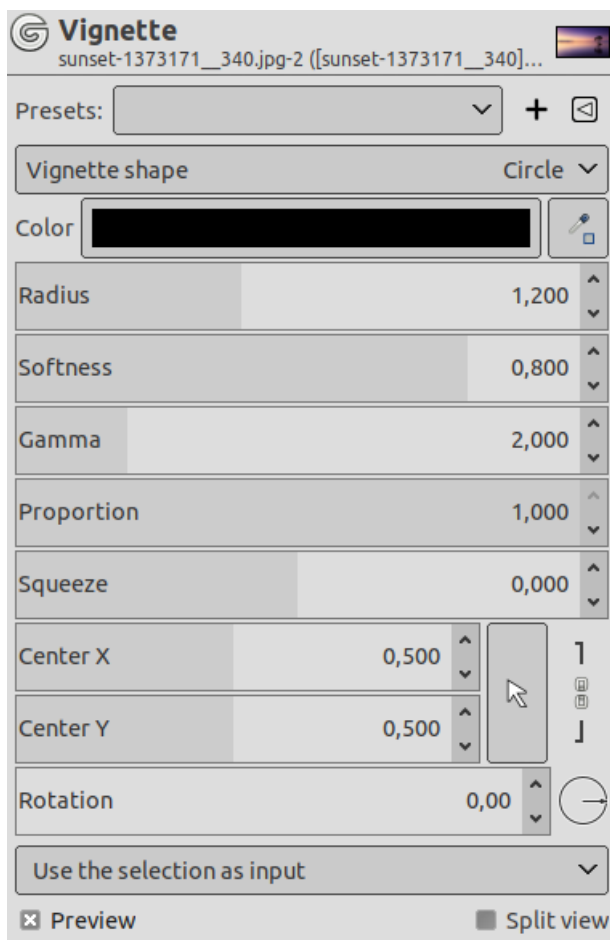 Vignette
sunset-1373171__340.jpg-2 ([sunset-1373171__340]...
Presets:
Vignette shape Circle
Color
Radius 1,200
Softness 0,800
Gamma 2,000
Proportion 1,000
Squeeze 0,000
Center X 0,500
Center Y 0,500
Rotation 0,00
Use the selection as input
Preview Split view